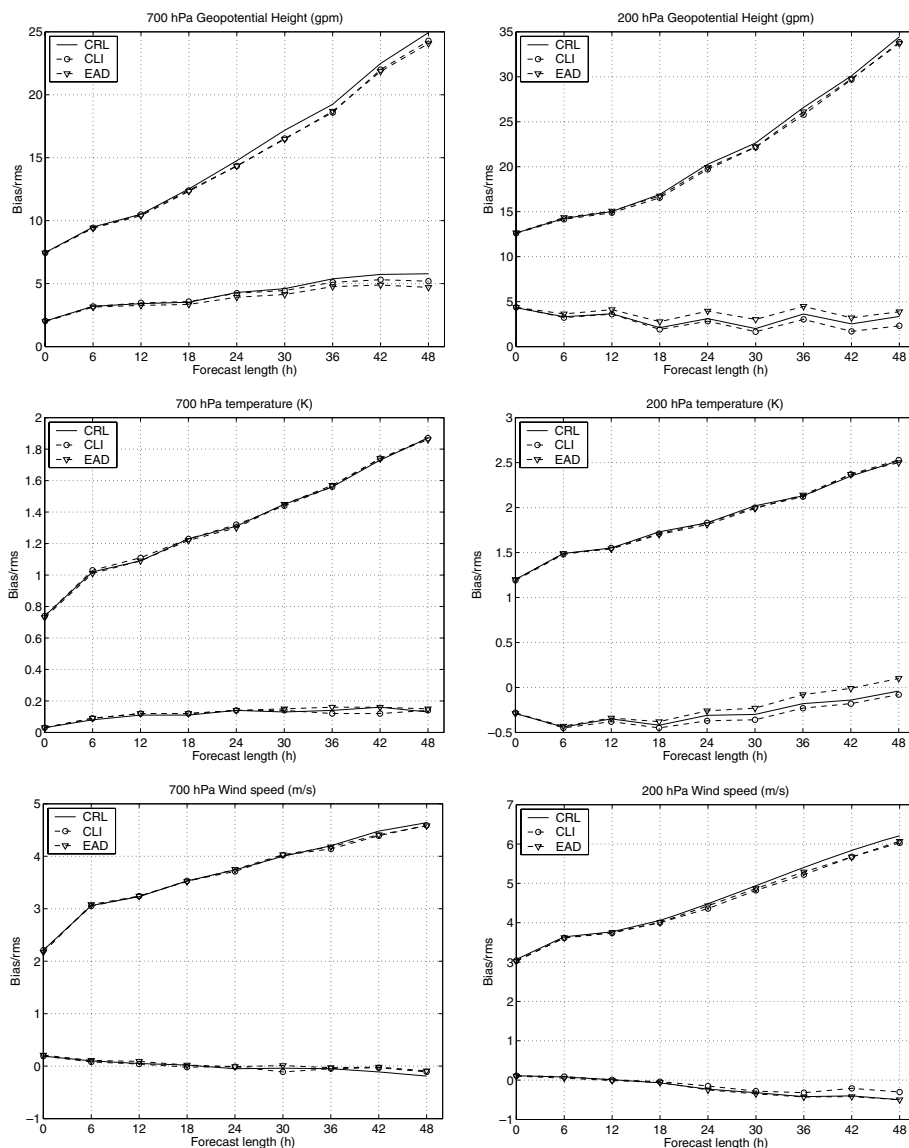 700 hPa Geopotential Height (gpm)
25
20
15
10
5
0
Bias/rms
CRL
CLI
EAD
0 6 12 18 24 30 36 42 48
Forecast length (h)
200 hPa Geopotential Height (gpm)
35
30
25
20
15
10
5
0
Bias/rms
CRL
CLI
EAD
0 6 12 18 24 30 36 42 48
Forecast length (h)
700 hPa temperature (K)
2
1.8
1.6
1.4
1.2
1
0.8
0.6
0.4
0.2
0
Bias/rms
CRL
CLI
EAD
0 6 12 18 24 30 36 42 48
Forecast length (h)
200 hPa temperature (K)
3
2.5
2
1.5
1
0.5
0
−0.5
Bias/rms
CRL
CLI
EAD
0 6 12 18 24 30 36 42 48
Forecast length (h)
700 hPa Wind speed (m/s)
5
4
3
2
1
0
−1
Bias/rms
CRL
CLI
EAD
0 6 12 18 24 30 36 42 48
Forecast length (h)
200 hPa Wind speed (m/s)
7
6
5
4
3
2
1
0
−1
Bias/rms
CRL
CLI
EAD
0 6 12 18 24 30 36 42 48
Forecast length (h)